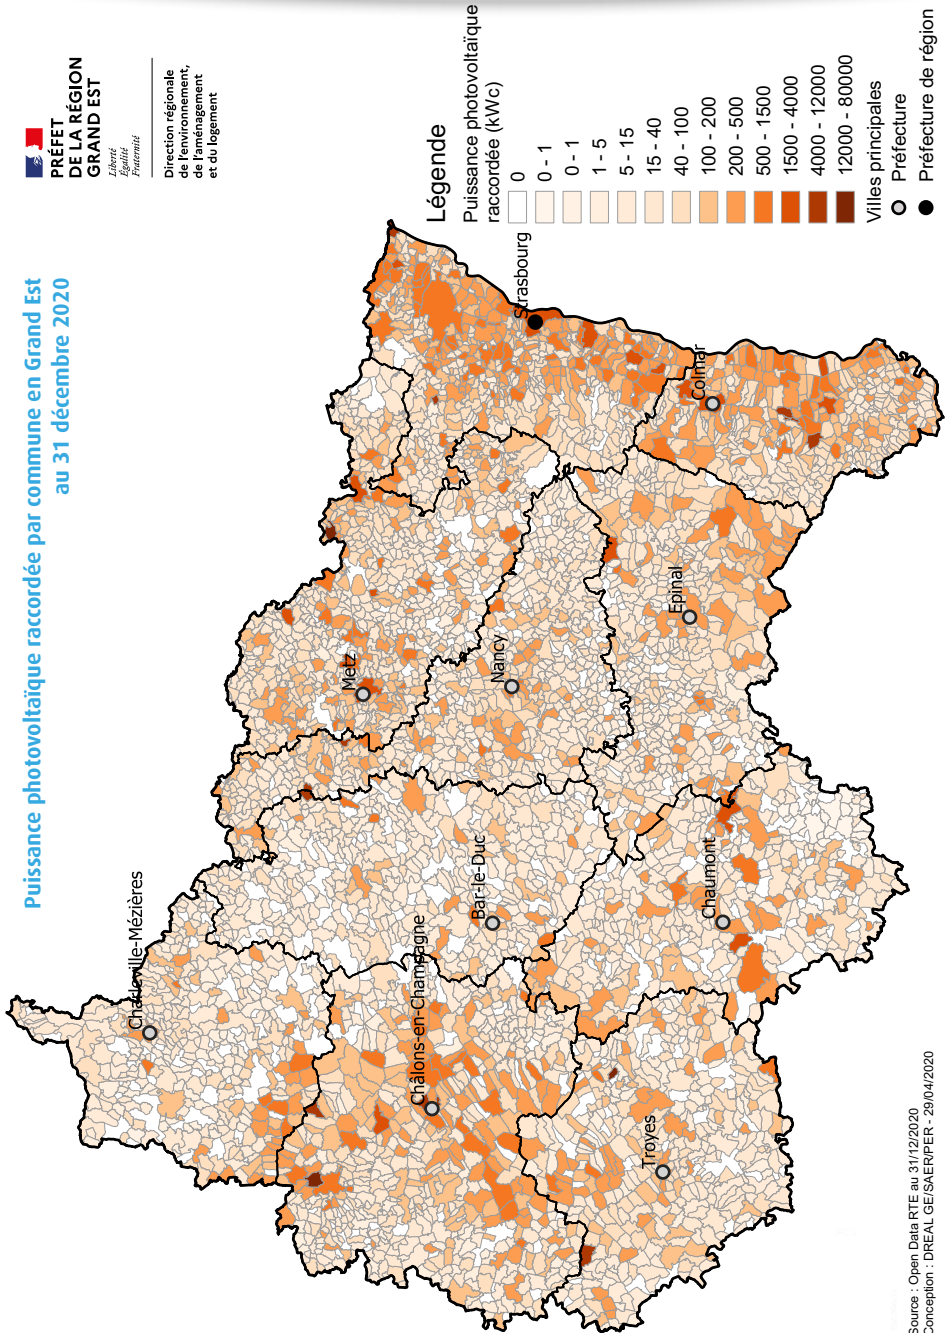 PRÉFET
DE LA RÉGION
GRAND EST
Liberté
Égalité
Fraternité
Direction régionale
de l'environnement,
de l'aménagement
et du logement
Puissance photovoltaïque raccordée par commune en Grand Est
au 31 décembre 2020
Légende
Puissance photovoltaïque
raccordée (kWc)
0
0 - 1
0 - 1
1 - 5
5 - 15
15 - 40
40 - 100
100 - 200
200 - 500
500 - 1500
1500 - 4000
4000 - 12000
12000 - 80000
Villes principales
Préfecture
Préfecture de région
Charleville-Mézières
Metz
Strasbourg
Châlons-en-Champagne
Bar-le-Duc
Nancy
Troyes
Chaumont
Epinal
Colmar
Source : Open Data RTE au 31/12/2020
Conception : DREAL GE/SAER/PER - 29/04/2020